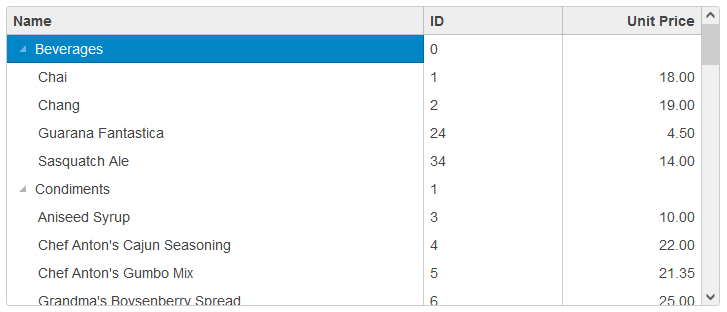 Name ID Unit Price
Beverages 0
Chai 1 18.00
Chang 2 19.00
Guarana Fantastica 24 4.50
Sasquatch Ale 34 14.00
Condiments 1
Aniseed Syrup 3 10.00
Chef Anton's Cajun Seasoning 4 22.00
Chef Anton's Gumbo Mix 5 21.35
Grandma's Boysenberry Spread 6 25.00